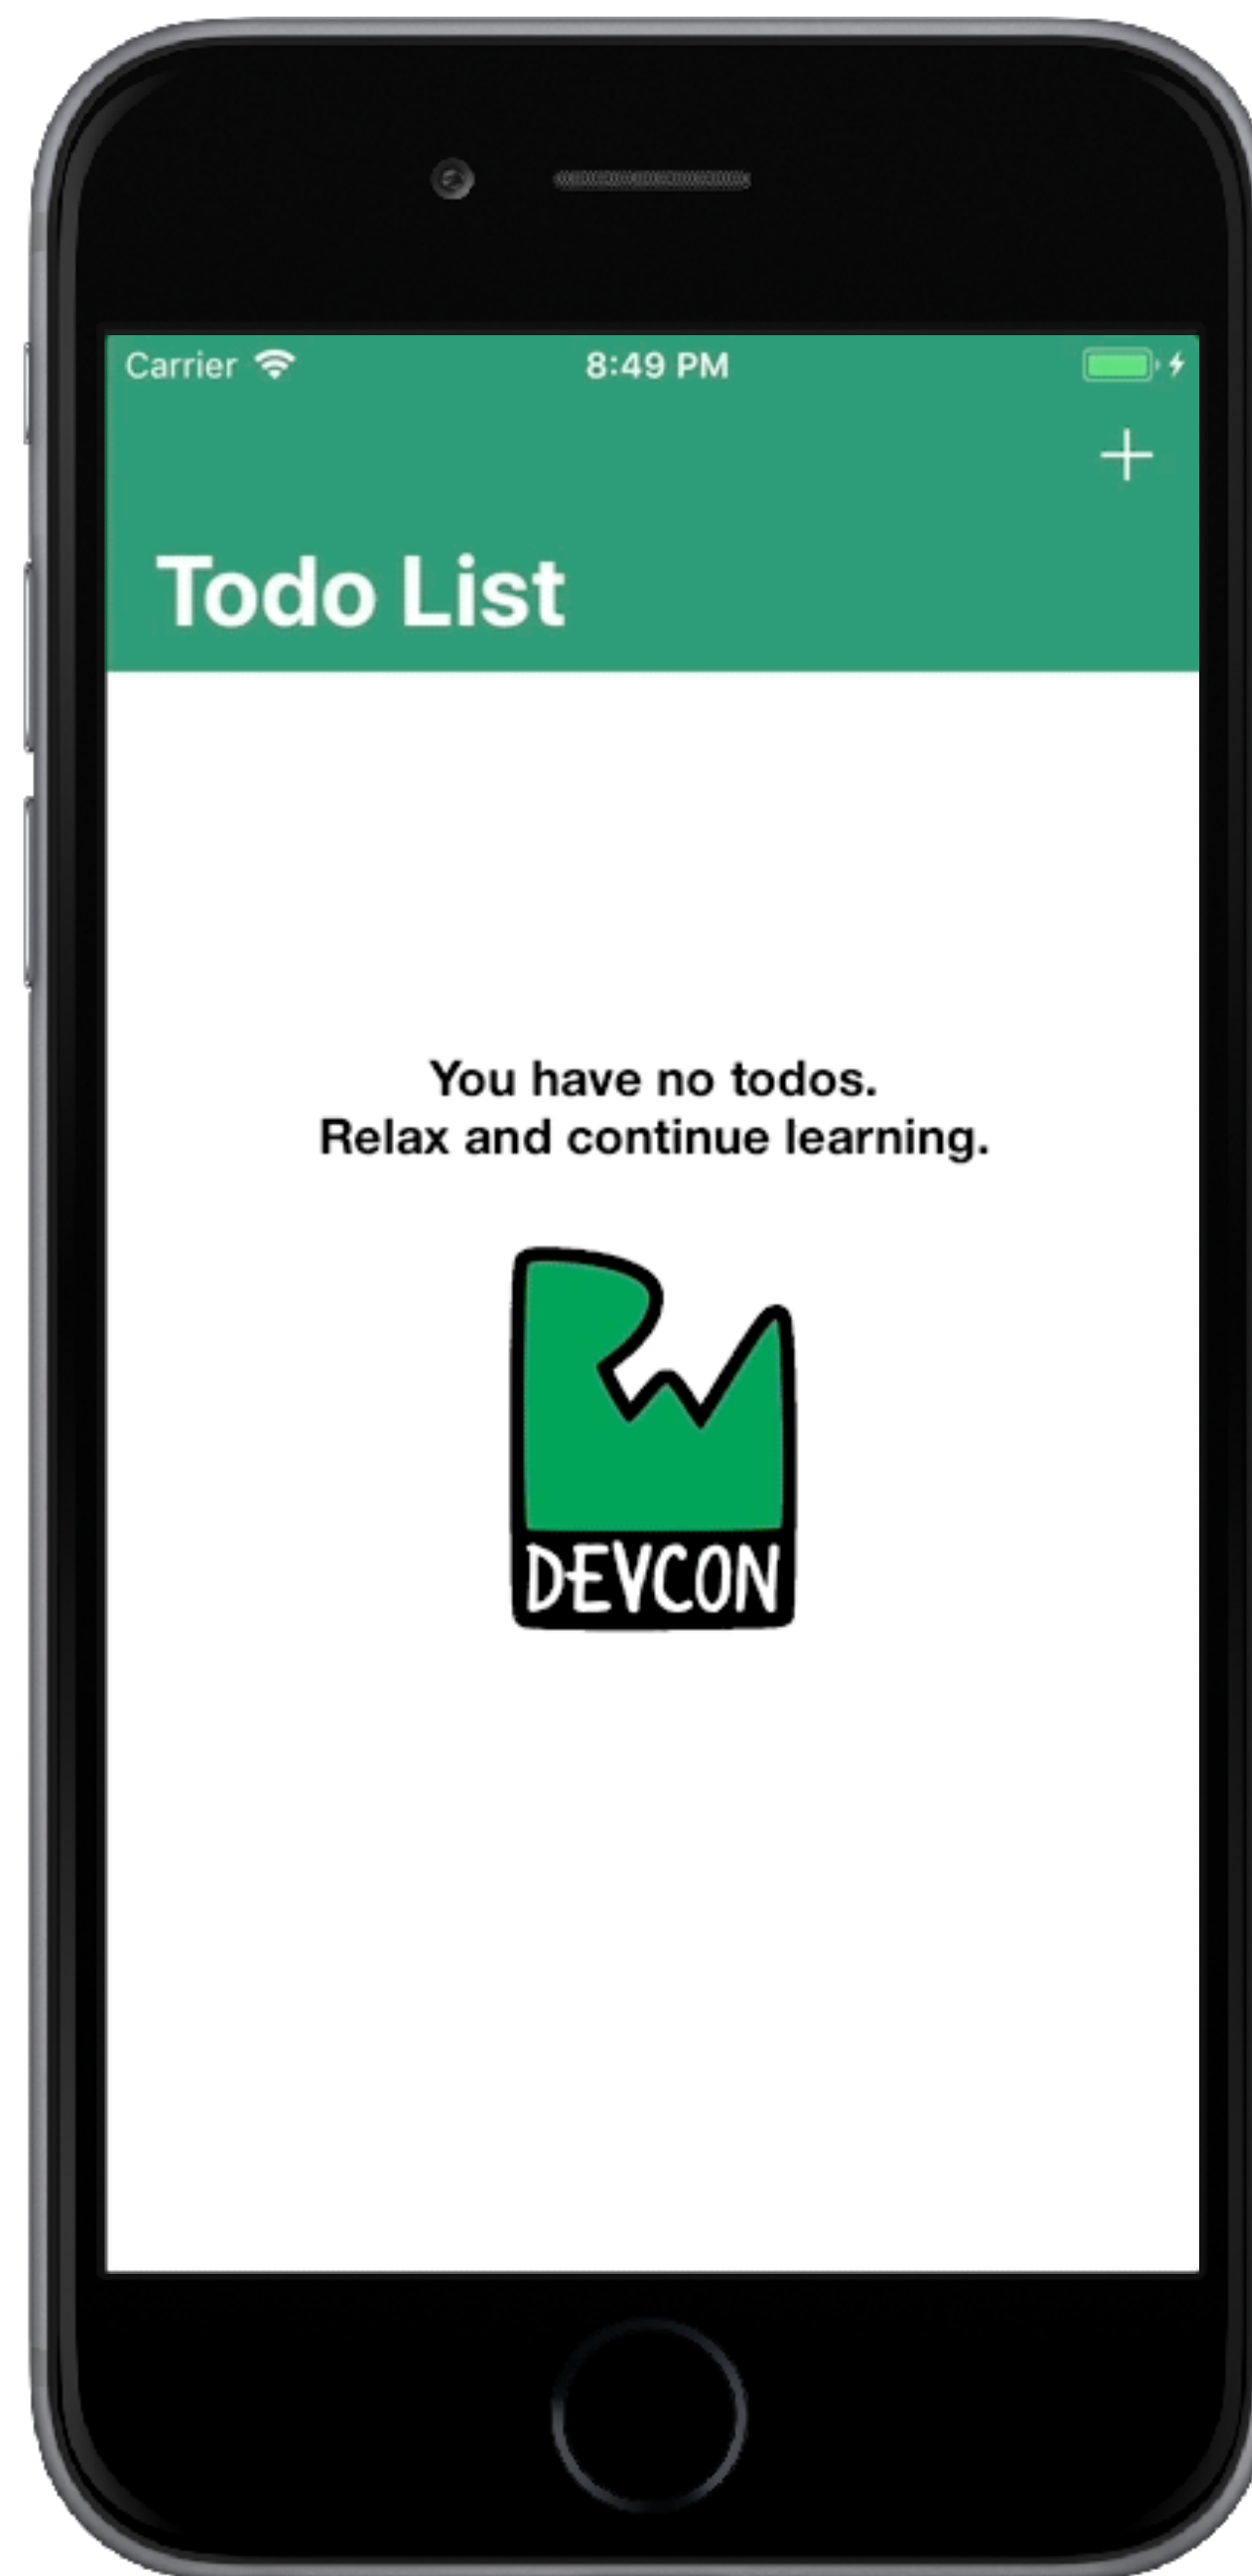 Carrier
8:49 PM
Todo List
You have no todos.
Relax and continue learning.
DEVCON